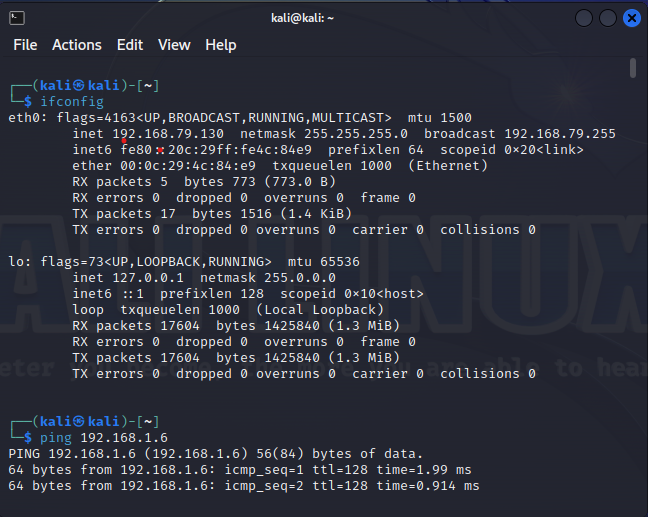 kali@kali: ~
File Actions Edit View Help
┌──(kali㉿kali)-[~]
└─$ ifconfig
eth0: flags=4163<UP,BROADCAST,RUNNING,MULTICAST>  mtu 1500
inet 192.168.79.130  netmask 255.255.255.0  broadcast 192.168.79.255
inet6 fe80::20c:29ff:fe4c:84e9  prefixlen 64  scopeid 0×20<link>
ether 00:0c:29:4c:84:e9  txqueuelen 1000  (Ethernet)
RX packets 5  bytes 773 (773.0 B)
RX errors 0  dropped 0  overruns 0  frame 0
TX packets 17  bytes 1516 (1.4 KiB)
TX errors 0  dropped 0 overruns 0  carrier 0  collisions 0
lo: flags=73<UP,LOOPBACK,RUNNING>  mtu 65536
inet 127.0.0.1  netmask 255.0.0.0
inet6 ::1  prefixlen 128  scopeid 0×10<host>
loop  txqueuelen 1000  (Local Loopback)
RX packets 17604  bytes 1425840 (1.3 MiB)
RX errors 0  dropped 0  overruns 0  frame 0
TX packets 17604  bytes 1425840 (1.3 MiB)
TX errors 0  dropped 0 overruns 0  carrier 0  collisions 0
┌──(kali㉿kali)-[~]
└─$ ping 192.168.1.6
PING 192.168.1.6 (192.168.1.6) 56(84) bytes of data.
64 bytes from 192.168.1.6: icmp_seq=1 ttl=128 time=1.99 ms
64 bytes from 192.168.1.6: icmp_seq=2 ttl=128 time=0.914 ms